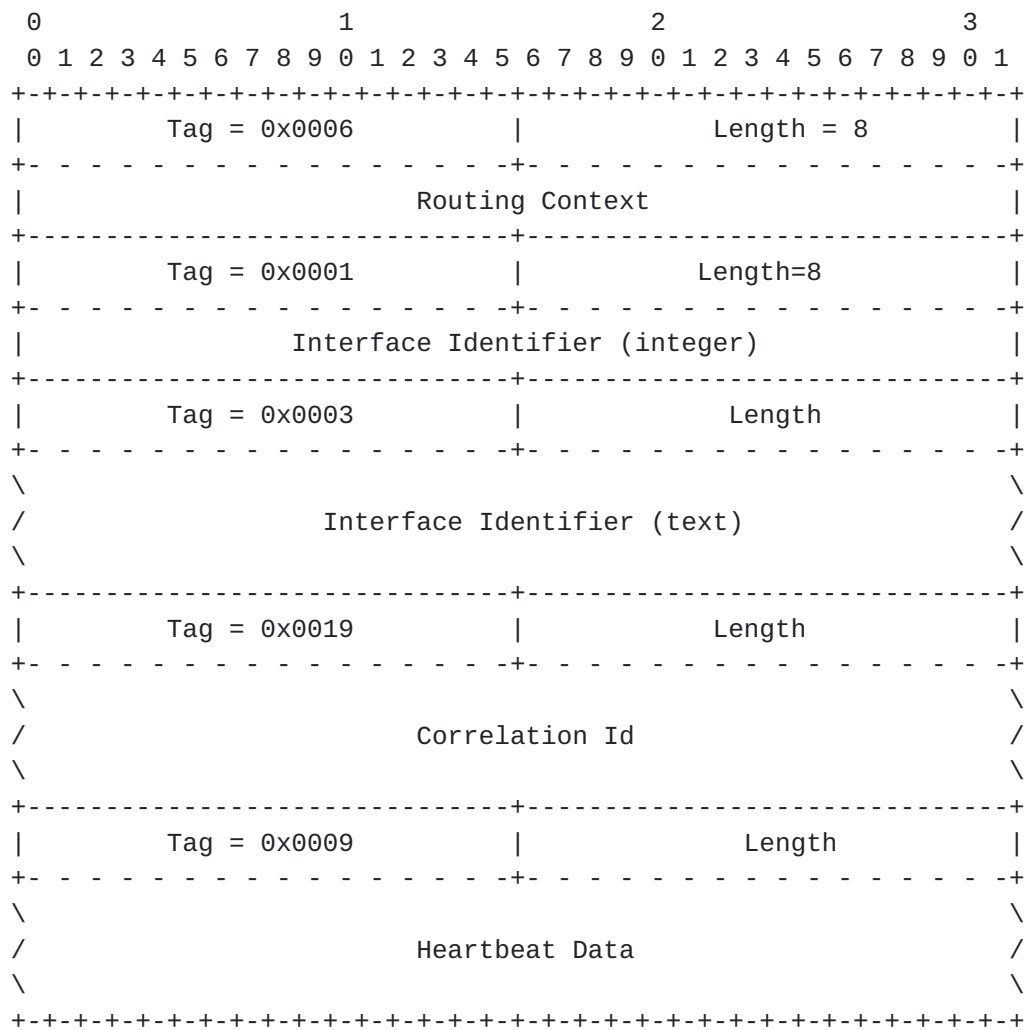 0                   1                   2                   3
 0 1 2 3 4 5 6 7 8 9 0 1 2 3 4 5 6 7 8 9 0 1 2 3 4 5 6 7 8 9 0 1
+-+-+-+-+-+-+-+-+-+-+-+-+-+-+-+-+-+-+-+-+-+-+-+-+-+-+-+-+-+-+-+-+
|         Tag = 0x0006          |            Length = 8         |
+- - - - - - - - - - - - - - - -+- - - - - - - - - - - - - - - -+
|                         Routing Context                       |
+-------------------------------+-------------------------------+
|         Tag = 0x0001          |           Length=8            |
+- - - - - - - - - - - - - - - -+- - - - - - - - - - - - - - - -+
|                 Interface Identifier (integer)                |
+-------------------------------+-------------------------------+
|         Tag = 0x0003          |             Length            |
+- - - - - - - - - - - - - - - -+- - - - - - - - - - - - - - - -+
\                                                               \
/                   Interface Identifier (text)                 /
\                                                               \
+-------------------------------+-------------------------------+
|         Tag = 0x0019          |            Length             |
+- - - - - - - - - - - - - - - -+- - - - - - - - - - - - - - - -+
\                                                               \
/                         Correlation Id                        /
\                                                               \
+-------------------------------+-------------------------------+
|         Tag = 0x0009          |              Length           |
+- - - - - - - - - - - - - - - -+- - - - - - - - - - - - - - - -+
\                                                               \
/                         Heartbeat Data                        /
\                                                               \
+-+-+-+-+-+-+-+-+-+-+-+-+-+-+-+-+-+-+-+-+-+-+-+-+-+-+-+-+-+-+-+-+